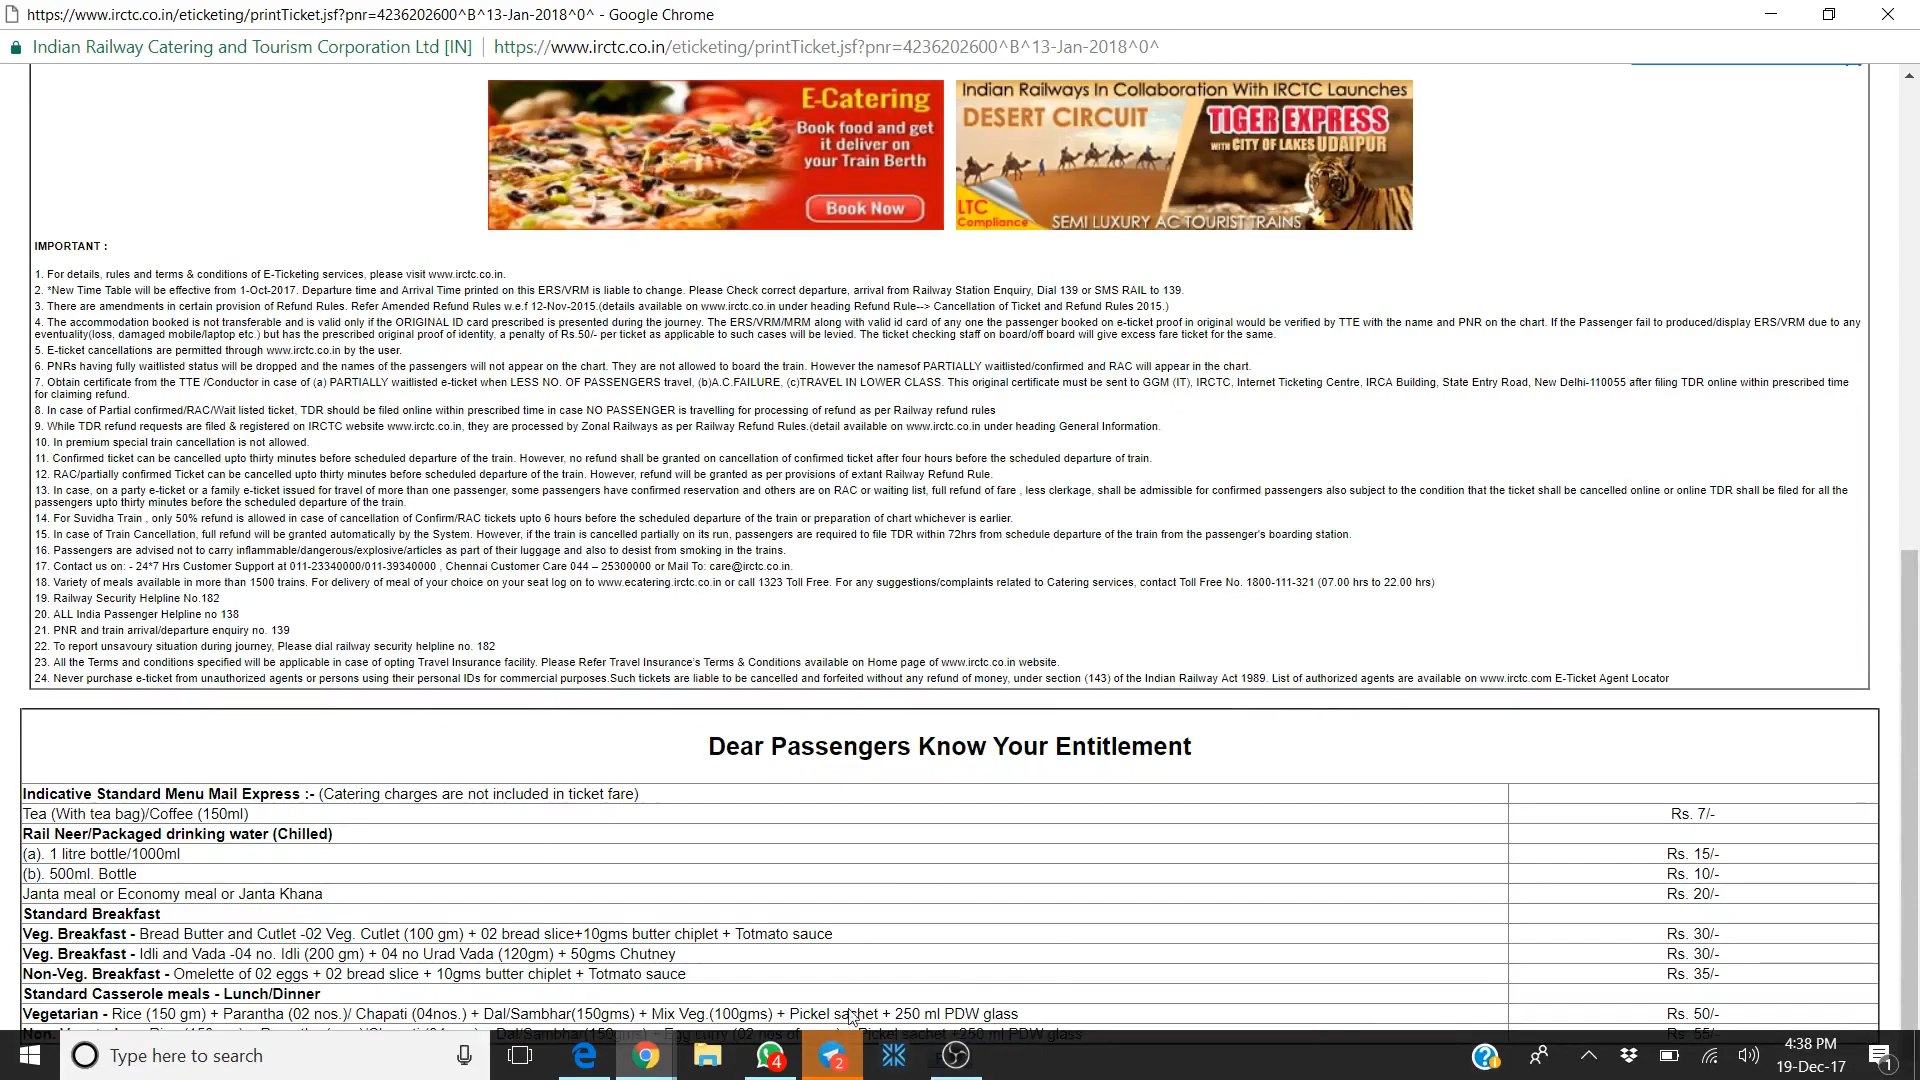 https://www.irctc.co.in/eticketing/printTicket.jsf?pnr=4236202600^B^13-Jan-2018^0^ - Google Chrome
Indian Railway Catering and Tourism Corporation Ltd [IN] | https://www.irctc.co.in/eticketing/printTicket.jsf?pnr=4236202600^B^13-Jan-2018^0^
E-Catering
Book food and get
it deliver on
your Train Berth
Book Now
Indian Railways In Collaboration With IRCTC Launches
DESERT CIRCUIT
TIGER EXPRESS
WITH CITY OF LAKES UDAIPUR
LTC
Compliance
SEMI LUXURY AC TOURIST TRAINS
IMPORTANT :
1. For details, rules and terms & conditions of E-Ticketing services, please visit www.irctc.co.in.
2. *New Time Table will be effective from 1-Oct-2017. Departure time and Arrival Time printed on this ERS/VRM is liable to change. Please Check correct departure, arrival from Railway Station Enquiry, Dial 139 or SMS RAIL to 139.
3. There are amendments in certain provision of Refund Rules. Refer Amended Refund Rules w.e.f 12-Nov-2015.(details available on www.irctc.co.in under heading Refund Rule--> Cancellation of Ticket and Refund Rules 2015.)
4. The accommodation booked is not transferable and is valid only if the ORIGINAL ID card prescribed is presented during the journey. The ERS/VRM/MRM along with valid id card of any one the passenger booked on e-ticket proof in original would be verified by TTE with the name and PNR on the chart. If the Passenger fail to produced/display ERS/VRM due to any
eventuality(loss, damaged mobile/laptop etc.) but has the prescribed original proof of identity, a penalty of Rs.50/- per ticket as applicable to such cases will be levied. The ticket checking staff on board/off board will give excess fare ticket for the same.
5. E-ticket cancellations are permitted through www.irctc.co.in by the user.
6. PNRs having fully waitlisted status will be dropped and the names of the passengers will not appear on the chart. They are not allowed to board the train. However the namesof PARTIALLY waitlisted/confirmed and RAC will appear in the chart.
7. Obtain certificate from the TTE /Conductor in case of (a) PARTIALLY waitlisted e-ticket when LESS NO. OF PASSENGERS travel, (b)A.C.FAILURE, (c)TRAVEL IN LOWER CLASS. This original certificate must be sent to GGM (IT), IRCTC, Internet Ticketing Centre, IRCA Building, State Entry Road, New Delhi-110055 after filing TDR online within prescribed time
for claiming refund.
8. In case of Partial confirmed/RAC/Wait listed ticket, TDR should be filed online within prescribed time in case NO PASSENGER is travelling for processing of refund as per Railway refund rules
9. While TDR refund requests are filed & registered on IRCTC website www.irctc.co.in, they are processed by Zonal Railways as per Railway Refund Rules.(detail available on www.irctc.co.in under heading General Information.
10. In premium special train cancellation is not allowed.
11. Confirmed ticket can be cancelled upto thirty minutes before scheduled departure of the train. However, no refund shall be granted on cancellation of confirmed ticket after four hours before the scheduled departure of train.
12. RAC/partially confirmed Ticket can be cancelled upto thirty minutes before scheduled departure of the train. However, refund will be granted as per provisions of extant Railway Refund Rule.
13. In case, on a party e-ticket or a family e-ticket issued for travel of more than one passenger, some passengers have confirmed reservation and others are on RAC or waiting list, full refund of fare , less clerkage, shall be admissible for confirmed passengers also subject to the condition that the ticket shall be cancelled online or online TDR shall be filed for all the
passengers upto thirty minutes before the scheduled departure of the train.
14. For Suvidha Train , only 50% refund is allowed in case of cancellation of Confirm/RAC tickets upto 6 hours before the scheduled departure of the train or preparation of chart whichever is earlier.
15. In case of Train Cancellation, full refund will be granted automatically by the System. However, if the train is cancelled partially on its run, passengers are required to file TDR within 72hrs from schedule departure of the train from the passenger's boarding station.
16. Passengers are advised not to carry inflammable/dangerous/explosive/articles as part of their luggage and also to desist from smoking in the trains.
17. Contact us on: - 24*7 Hrs Customer Support at 011-23340000/011-39340000 , Chennai Customer Care 044 – 25300000 or Mail To: care@irctc.co.in.
18. Variety of meals available in more than 1500 trains. For delivery of meal of your choice on your seat log on to www.ecatering.irctc.co.in or call 1323 Toll Free. For any suggestions/complaints related to Catering services, contact Toll Free No. 1800-111-321 (07.00 hrs to 22.00 hrs)
19. Railway Security Helpline No.182
20. ALL India Passenger Helpline no 138
21. PNR and train arrival/departure enquiry no. 139
22. To report unsavoury situation during journey, Please dial railway security helpline no. 182
23. All the Terms and conditions specified will be applicable in case of opting Travel Insurance facility. Please Refer Travel Insurance's Terms & Conditions available on Home page of www.irctc.co.in website.
24. Never purchase e-ticket from unauthorized agents or persons using their personal IDs for commercial purposes.Such tickets are liable to be cancelled and forfeited without any refund of money, under section (143) of the Indian Railway Act 1989. List of authorized agents are available on www.irctc.com E-Ticket Agent Locator
Dear Passengers Know Your Entitlement
Indicative Standard Menu Mail Express :- (Catering charges are not included in ticket fare)
Tea (With tea bag)/Coffee (150ml) Rs. 7/-
Rail Neer/Packaged drinking water (Chilled)
(a). 1 litre bottle/1000ml Rs. 15/-
(b). 500ml. Bottle Rs. 10/-
Janta meal or Economy meal or Janta Khana Rs. 20/-
Standard Breakfast
Veg. Breakfast - Bread Butter and Cutlet -02 Veg. Cutlet (100 gm) + 02 bread slice+10gms butter chiplet + Totmato sauce Rs. 30/-
Veg. Breakfast - Idli and Vada -04 no. Idli (200 gm) + 04 no Urad Vada (120gm) + 50gms Chutney Rs. 30/-
Non-Veg. Breakfast - Omelette of 02 eggs + 02 bread slice + 10gms butter chiplet + Totmato sauce Rs. 35/-
Standard Casserole meals - Lunch/Dinner
Vegetarian - Rice (150 gm) + Parantha (02 nos.)/ Chapati (04nos.) + Dal/Sambhar(150gms) + Mix Veg.(100gms) + Pickel sachet + 250 ml PDW glass Rs. 50/-
Type here to search
4
2
4:38 PM
19-Dec-17
1